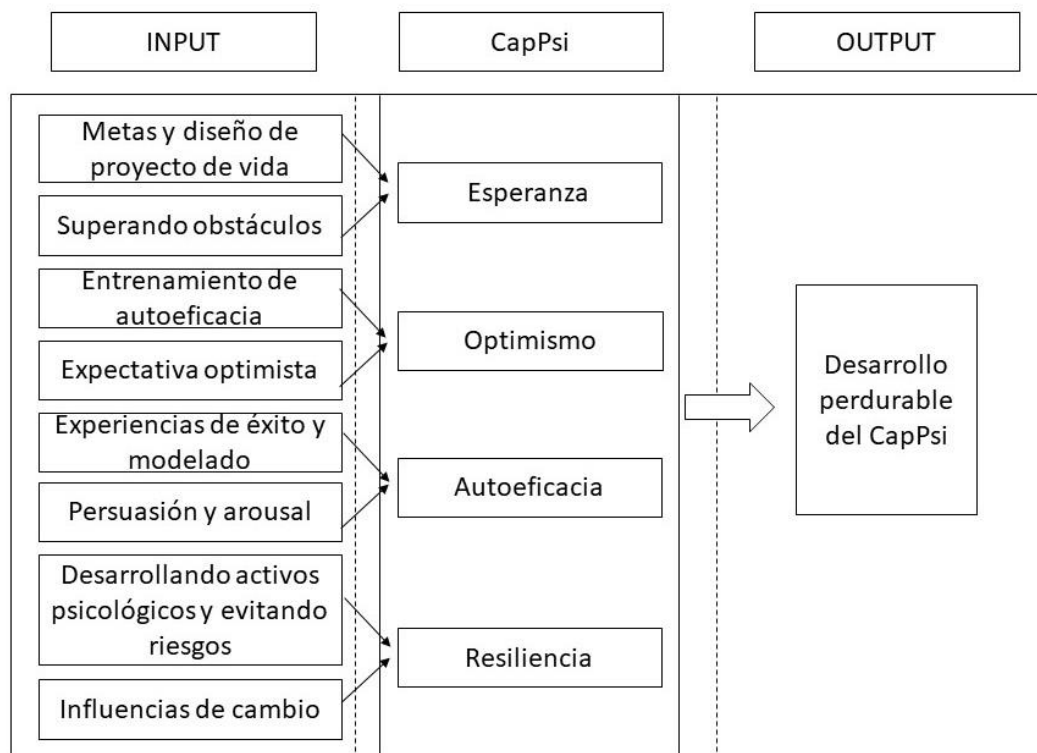 INPUT
CapPsi
OUTPUT
Metas y diseño de
proyecto de vida
Superando obstáculos
Esperanza
Entrenamiento de
autoeficacia
Expectativa optimista
Optimismo
Experiencias de éxito y
modelado
Persuasión y arousal
Autoeficacia
Desarrollando activos
psicológicos y evitando
riesgos
Influencias de cambio
Resiliencia
Desarrollo
perdurable
del CapPsi